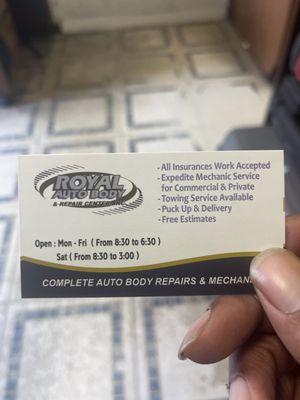 ROYAL
AUTO BODY
& REPAIR CENTER INC
-All Insurances Work Accepted
-Expedite Mechanic Service
for Commercial & Private
-Towing Service Available
-Puck Up & Delivery
-Free Estimates
Open : Mon - Fri ( From 8:30 to 6:30 )
Sat ( From 8:30 to 3:00 )
COMPLETE AUTO BODY REPAIRS & MECHANI